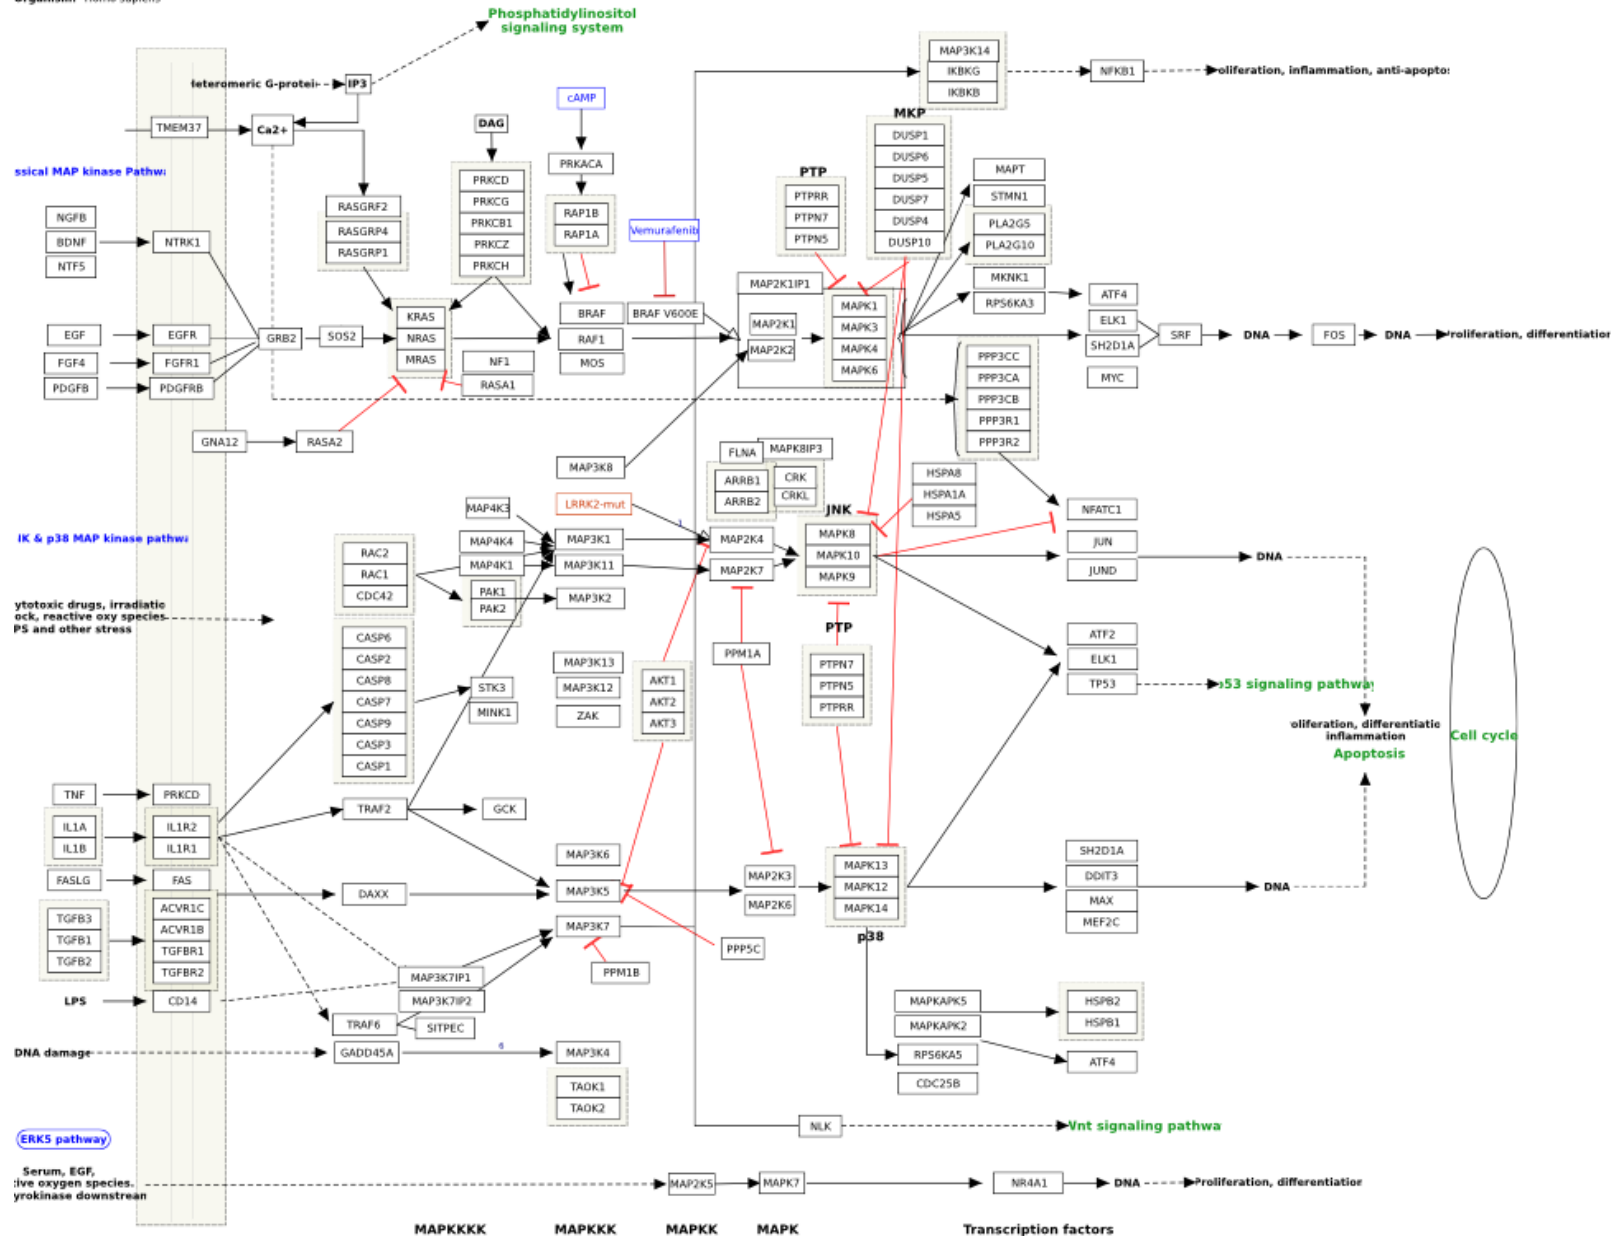 Organism: Homo sapiens
Phosphatidylinositol
signaling system
MAP3K14
IKBKG
IKBKB
NFKB1
oliferation, inflammation, anti-apopto
eteromeric G-protei
IP3
cAMP
MKP
TMEM37
Ca2+
DAG
DUSP1
DUSP6
DUSP5
DUSP7
DUSP4
DUSP10
ssical MAP kinase Pathw
PRKACA
PTP
PTPRR
PTPN7
PTPN5
MAPT
STMN1
PLA2G5
PLA2G10
MKNK1
RPS6KA3
PRKCD
PRKCG
PRKCB1
PRKCZ
PRKCH
RAP1B
RAP1A
RASGRF2
RASGRP4
RASGRP1
NGFB
BDNF
NTF5
NTRK1
Vemurafenib
MAP2K1IP1
ATF4
ELK1
SH2D1A
MYC
EGF
FGF4
PDGFB
EGFR
FGFR1
PDGFRB
GRB2
SOS2
KRAS
NRAS
MRAS
NF1
RASA1
BRAF
RAF1
MOS
BRAF V600E
MAP2K1
MAP2K2
MAPK1
MAPK3
MAPK4
MAPK6
SRF
DNA
FOS
DNA
roliferation, differentiation
PPP3CC
PPP3CA
PPP3CB
PPP3R1
PPP3R2
GNA12
RASA2
MAP3K8
FLNA
MAPK8IP3
ARRB1
ARRB2
CRK
CRKL
HSPA8
HSPA1A
HSPA5
LRRK2-mut
1
JNK
NFATC1
JUN
JUND
DNA
IK & p38 MAP kinase pathw
MAP4K3
MAP4K4
MAP4K1
PAK1
PAK2
MAP3K1
MAP3K11
MAP3K2
MAP2K4
MAP2K7
MAPK8
MAPK10
MAPK9
RAC2
RAC1
CDC42
ytotoxic drugs, irradiatio
ock, reactive oxy species
PS and other stress
CASP6
CASP2
CASP8
CASP7
CASP9
CASP3
CASP1
STK3
MINK1
MAP3K13
MAP3K12
ZAK
AKT1
AKT2
AKT3
PPM1A
PTP
PTPN7
PTPN5
PTPRR
ATF2
ELK1
TP53
53 signaling pathway
oliferation, differentiatio
inflammation
Apoptosis
Cell cycle
TNF
PRKCD
IL1A
IL1B
IL1R2
IL1R1
TRAF2
GCK
FASLG
FAS
DAXX
MAP3K6
MAP3K5
MAP3K7
MAP2K3
MAP2K6
MAPK13
MAPK12
MAPK14
p38
SH2D1A
DDIT3
MAX
MEF2C
DNA
TGFB3
TGFB1
TGFB2
ACVR1C
ACVR1B
TGFBR1
TGFBR2
PPP5C
PPM1B
LPS
CD14
MAP3K7IP1
MAP3K7IP2
TRAF6
SITPEC
MAPKAPK5
MAPKAPK2
RPS6KA5
CDC25B
HSPB2
HSPB1
ATF4
DNA damage
GADD45A
6
MAP3K4
TAOK1
TAOK2
NLK
Wnt signaling pathwa
ERK5 pathway
Serum, EGF,
tive oxygen species.
yrokinase downstream
MAP2K5
MAPK7
NR4A1
DNA
Proliferation, differentiation
MAPKKKK
MAPKKK
MAPKK
MAPK
Transcription factors